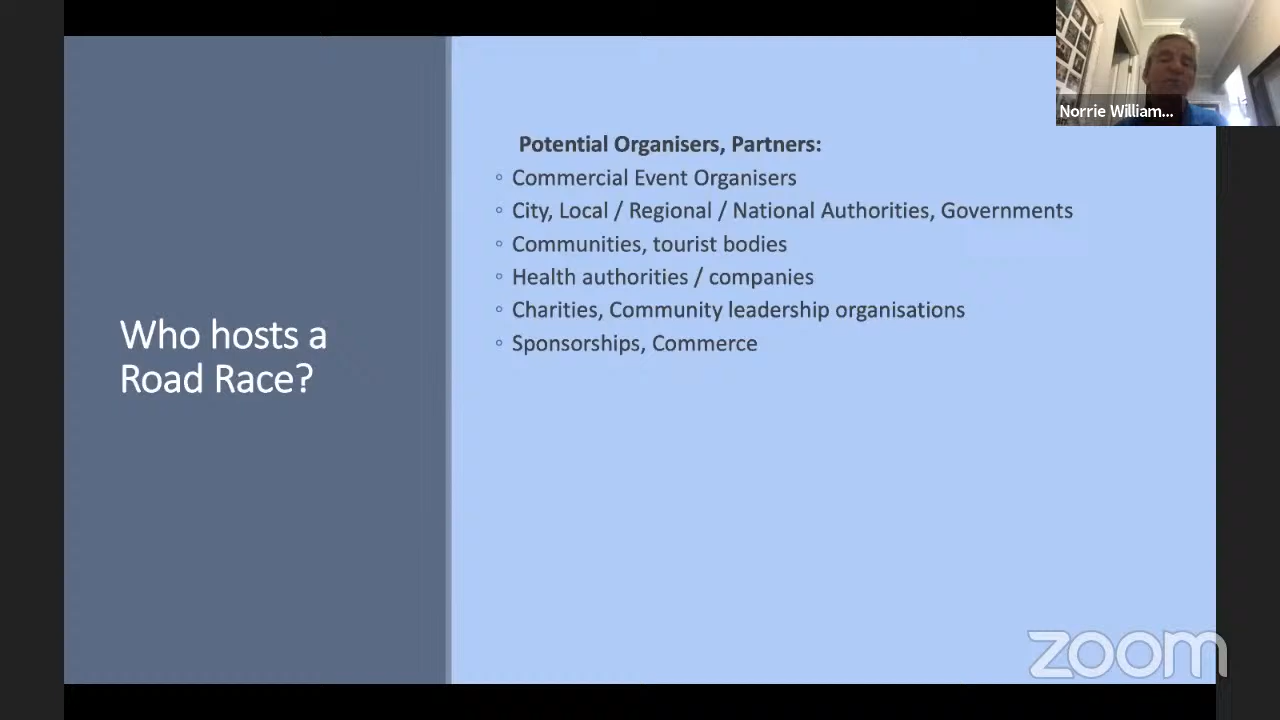 Norrie William...
Potential Organisers, Partners:
◦ Commercial Event Organisers
◦ City, Local / Regional / National Authorities, Governments
◦ Communities, tourist bodies
◦ Health authorities / companies
◦ Charities, Community leadership organisations
◦ Sponsorships, Commerce
Who hosts a
Road Race?
zoom